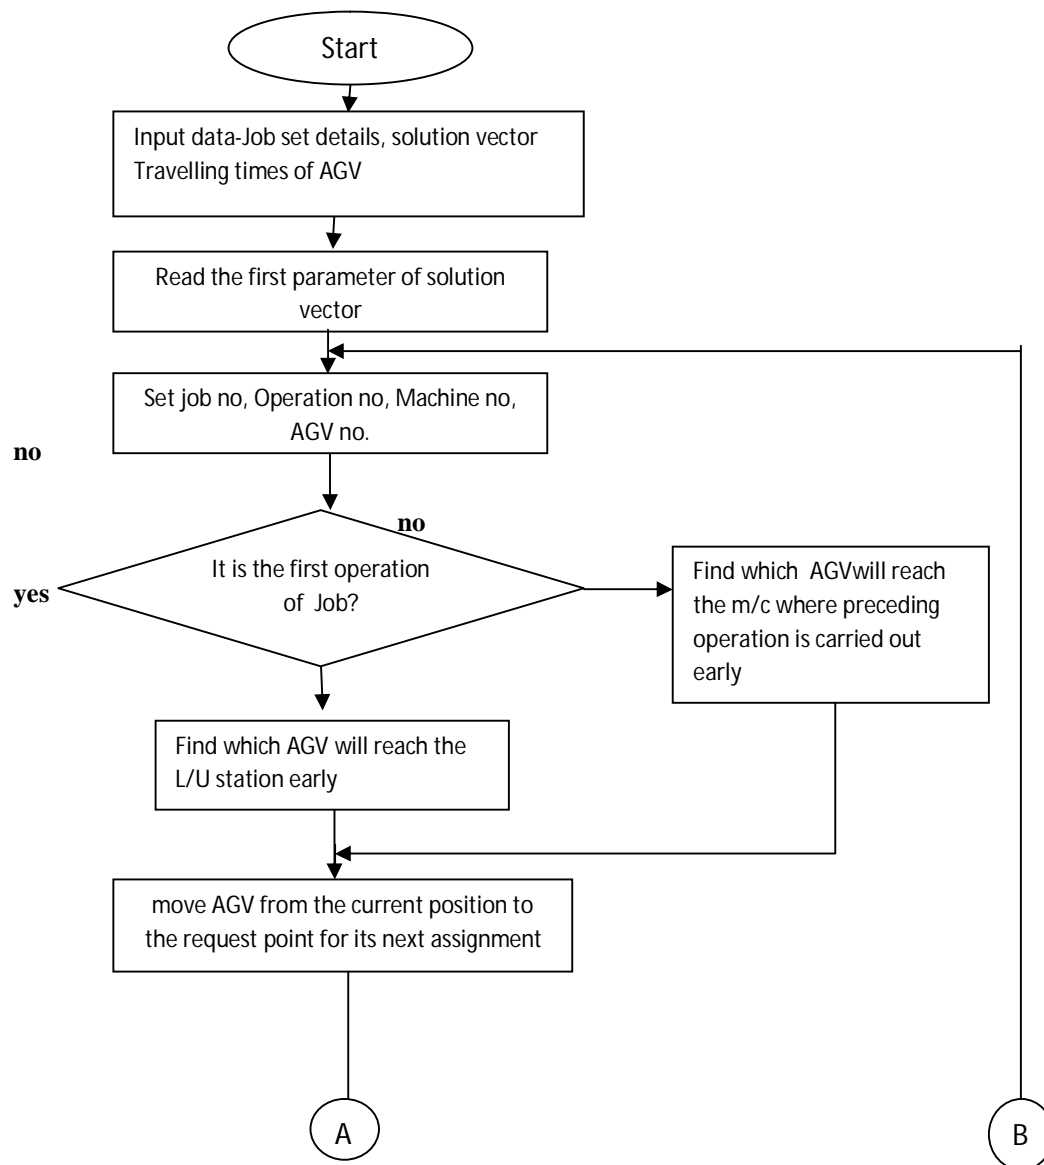 Start
Input data-Job set details, solution vector
Travelling times of AGV
Read the first parameter of solution
vector
Set job no, Operation no, Machine no,
AGV no.
no
no
It is the first operation
of Job?
yes
Find which AGVwill reach
the m/c where preceding
operation is carried out
early
Find which AGV will reach the
L/U station early
move AGV from the current position to
the request point for its next assignment
A
B